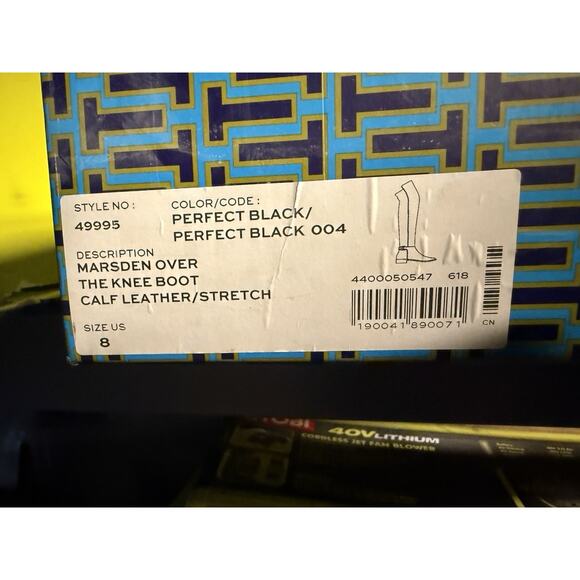 STYLE NO :
49995
COLOR/CODE :
PERFECT BLACK/
PERFECT BLACK 004
DESCRIPTION
MARSDEN OVER
THE KNEE BOOT
CALF LEATHER/STRETCH
SIZE US
8
4400050547 618
190041 890071
CN
40V LITHIUM
CORDLESS JET FAN BLOWER